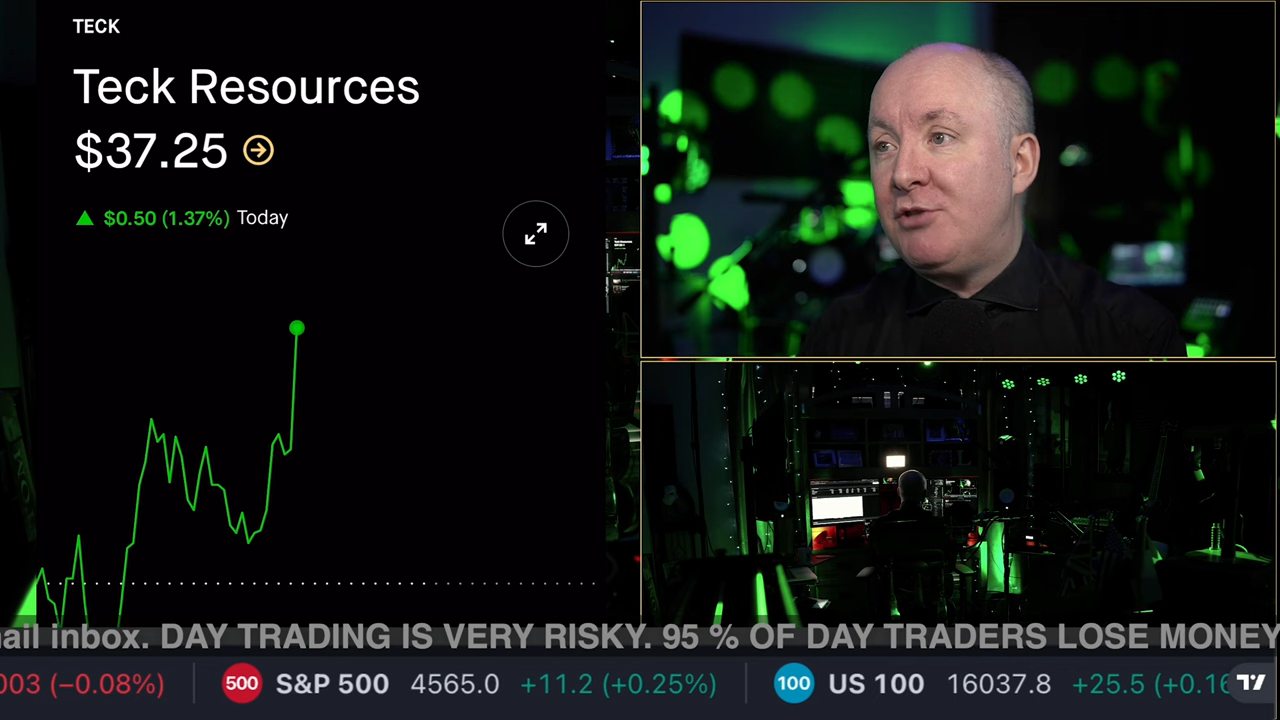 TECK
Teck Resources
$37.25
$0.50 (1.37%) Today
ail inbox. DAY TRADING IS VERY RISKY. 95 % OF DAY TRADERS LOSE MONEY
003 (−0.08%) 500 S&P 500 4565.0 +11.2 (+0.25%) 100 US 100 16037.8 +25.5 (+0.16